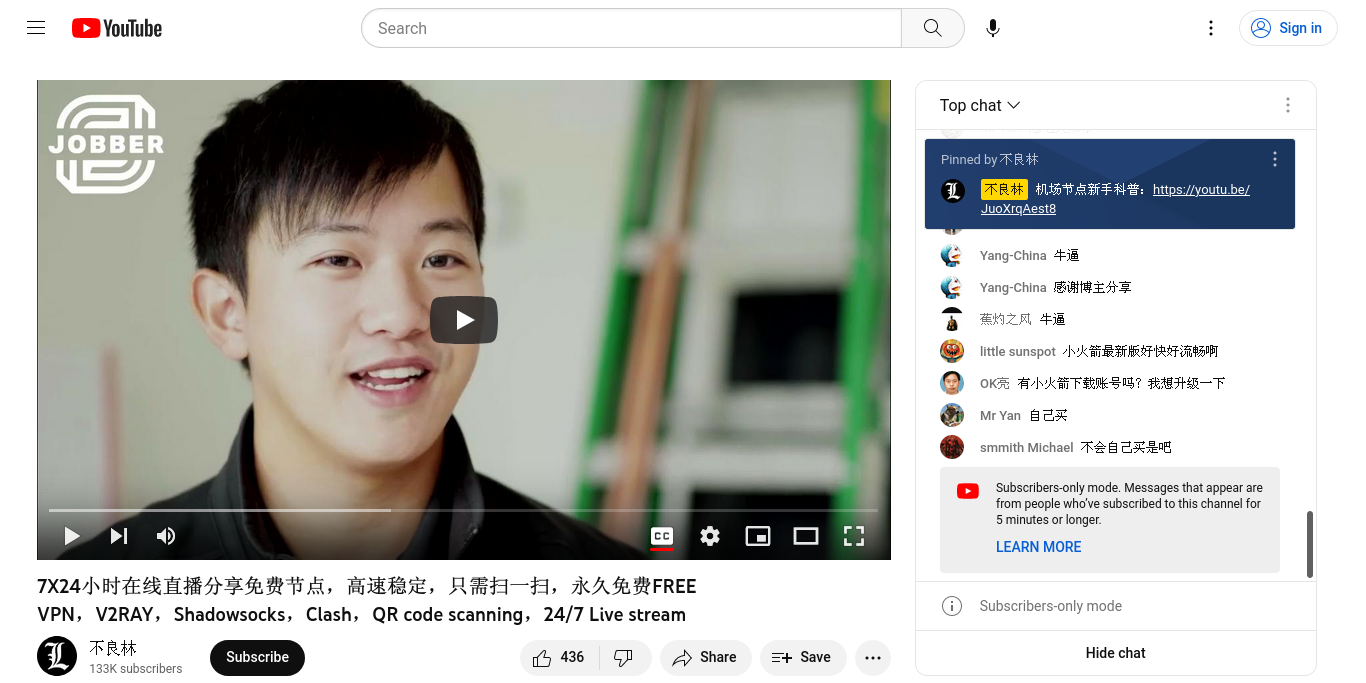 YouTube
Search
Sign in
JOBBER
Top chat
Pinned by 不良林
不良林 机场节点新手科普：https://youtu.be/
JuoXrqAest8
Yang-China 牛逼
Yang-China 感谢博主分享
蕉灼之风 牛逼
little sunspot 小火箭最新版好快好流畅啊
OK亮 有小火箭下载账号吗？我想升级一下
Mr Yan 自己买
smmith Michael 不会自己买是吧
Subscribers-only mode. Messages that appear are
from people who've subscribed to this channel for
5 minutes or longer.
LEARN MORE
Subscribers-only mode
Hide chat
CC
7X24小时在线直播分享免费节点，高速稳定，只需扫一扫，永久免费FREE
VPN，V2RAY，Shadowsocks，Clash，QR code scanning，24/7 Live stream
不良林
133K subscribers
Subscribe
436
Share
Save